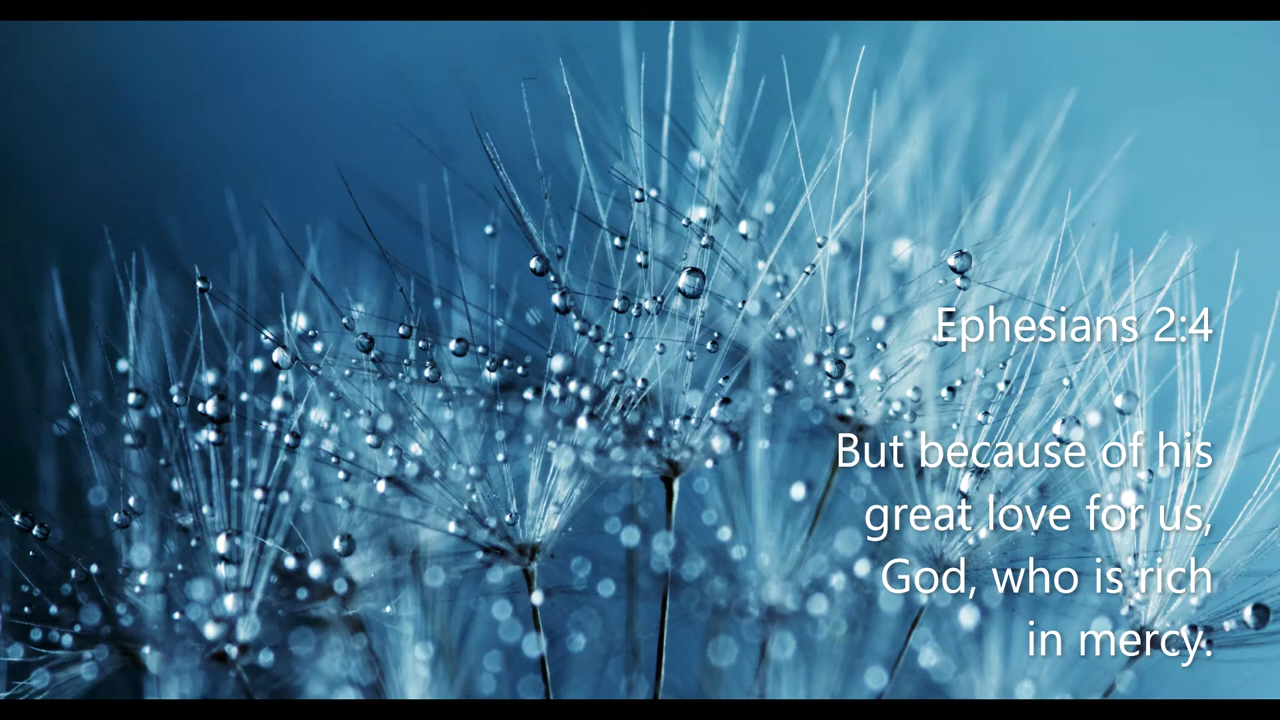 Ephesians 2:4
But because of his
great love for us,
God, who is rich
in mercy.